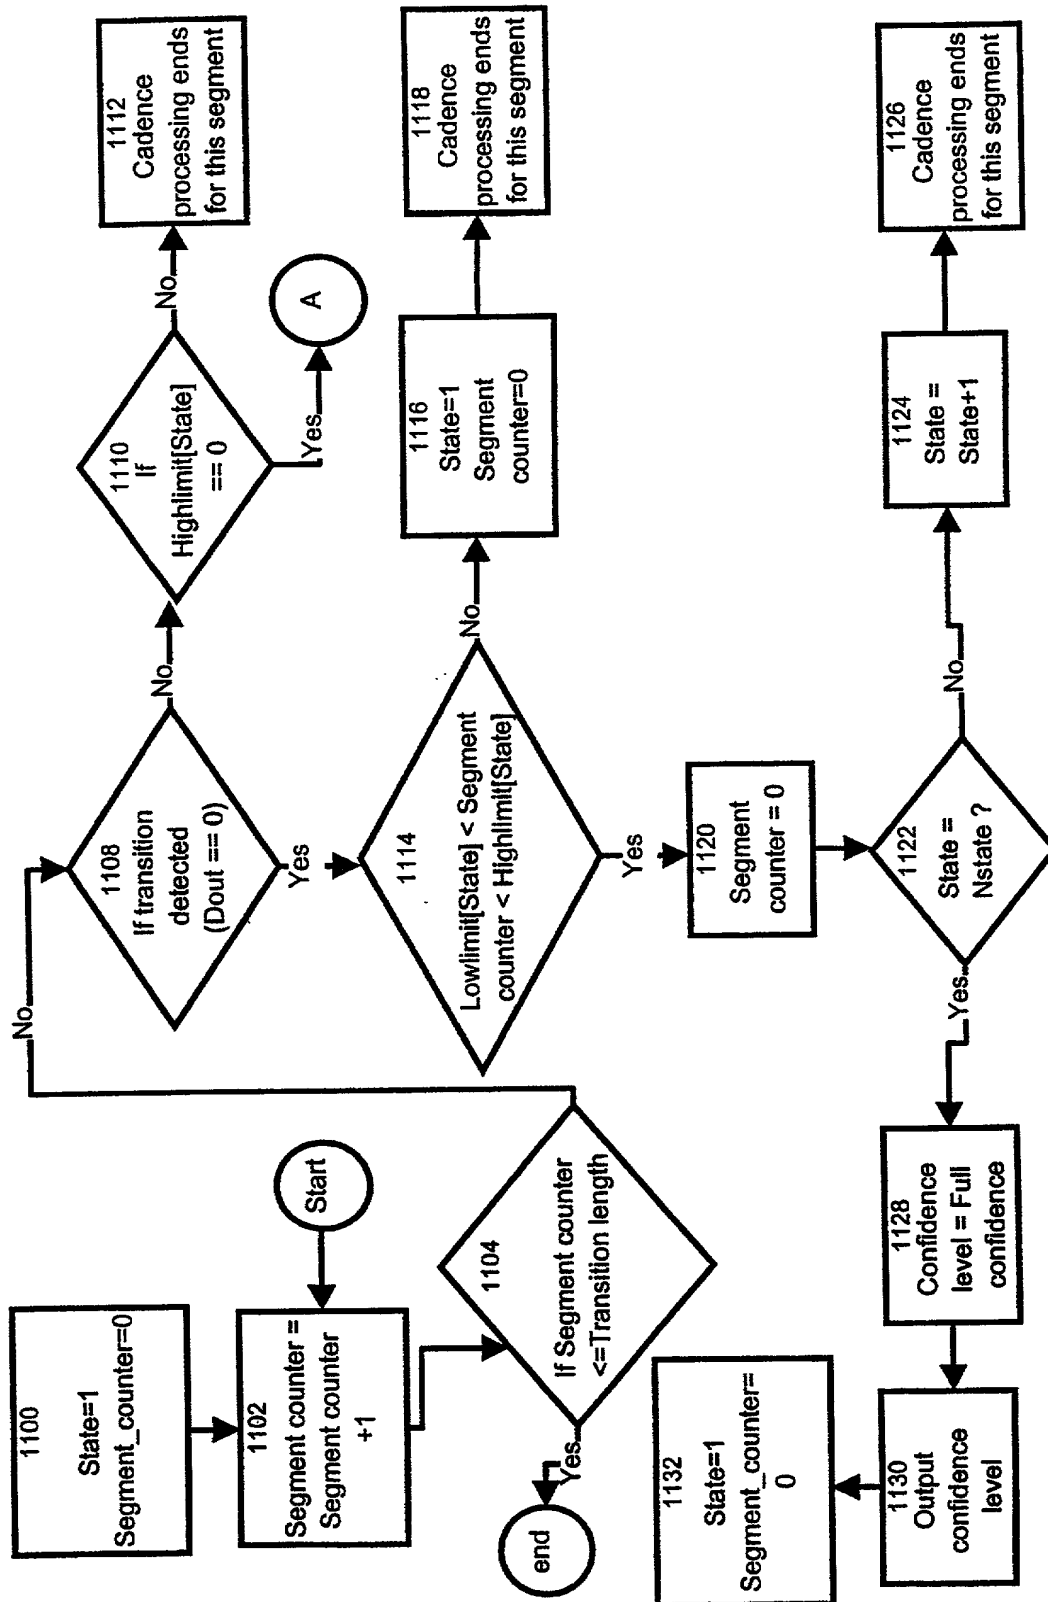 1100
State=1
Segment_counter=0
Start
1102
Segment counter =
Segment counter
+1
1104
If Segment counter
<=Transition length
Yes
end
No
1108
If transition
detected
(Dout == 0)
No
1110
If
Highlimit[State]
== 0
No
1112
Cadence
processing ends
for this segment
Yes
A
Yes
1114
Lowlimit[State] < Segment
counter < Highlimit[State]
No
1116
State=1
Segment
counter=0
1118
Cadence
processing ends
for this segment
Yes
1120
Segment
counter = 0
1122
State =
Nstate ?
No
1124
State =
State+1
1126
Cadence
processing ends
for this segment
Yes
1128
Confidence
level = Full
confidence
1130
Output
confidence
level
1132
State=1
Segment_counter=
0